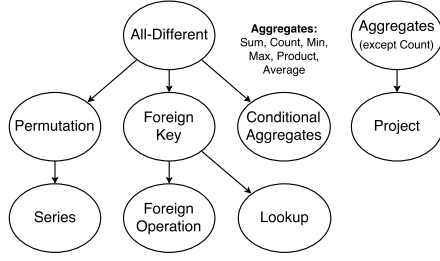 All-Different
Aggregates:
Sum, Count, Min,
Max, Product,
Average
Aggregates
(except Count)
Permutation
Foreign
Key
Conditional
Aggregates
Project
Series
Foreign
Operation
Lookup